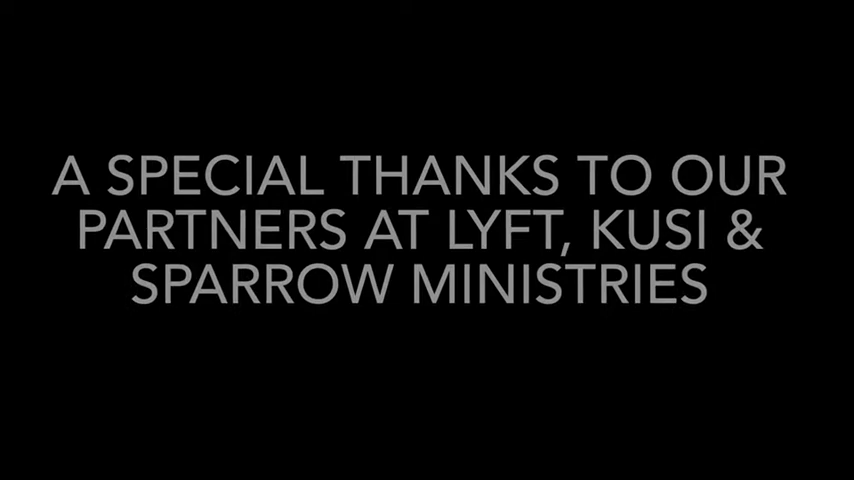 A SPECIAL THANKS TO OUR
PARTNERS AT LYFT, KUSI &
SPARROW MINISTRIES